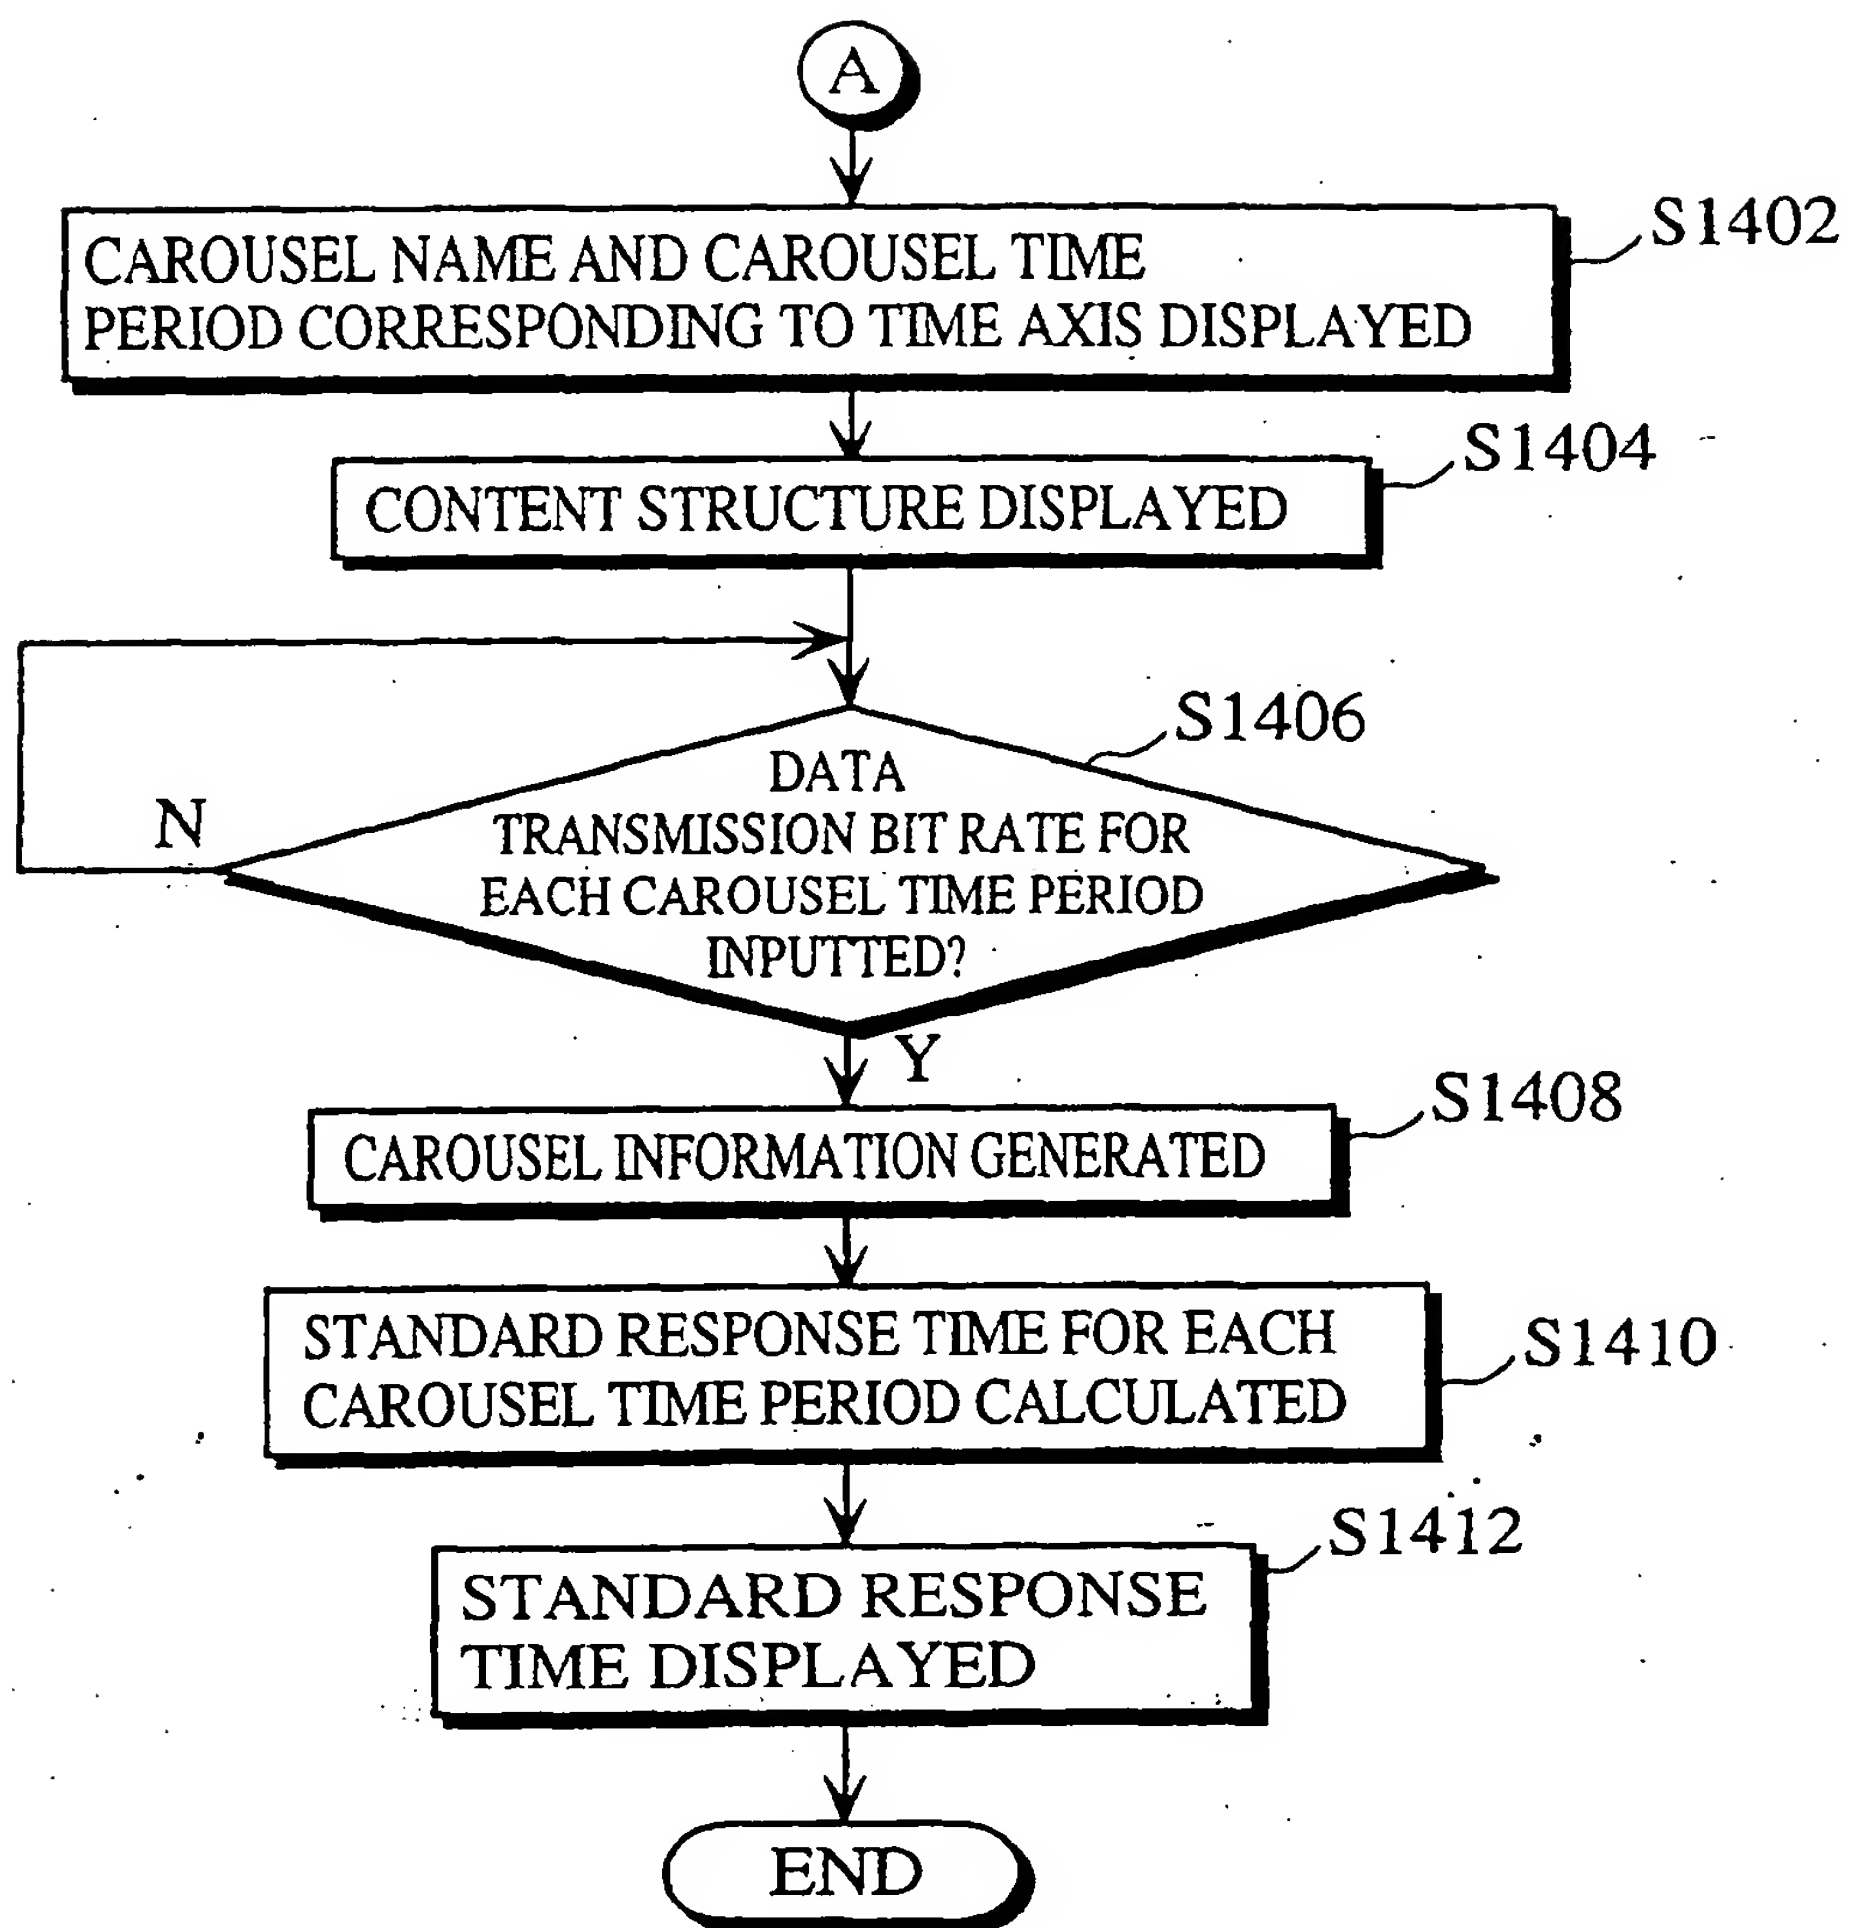 A
S1402
CAROUSEL NAME AND CAROUSEL TIME
PERIOD CORRESPONDING TO TIME AXIS DISPLAYED
S1404
CONTENT STRUCTURE DISPLAYED
S1406
DATA
TRANSMISSION BIT RATE FOR
EACH CAROUSEL TIME PERIOD
INPUTTED?
N
Y
S1408
CAROUSEL INFORMATION GENERATED
S1410
STANDARD RESPONSE TIME FOR EACH
CAROUSEL TIME PERIOD CALCULATED
S1412
STANDARD RESPONSE
TIME DISPLAYED
END